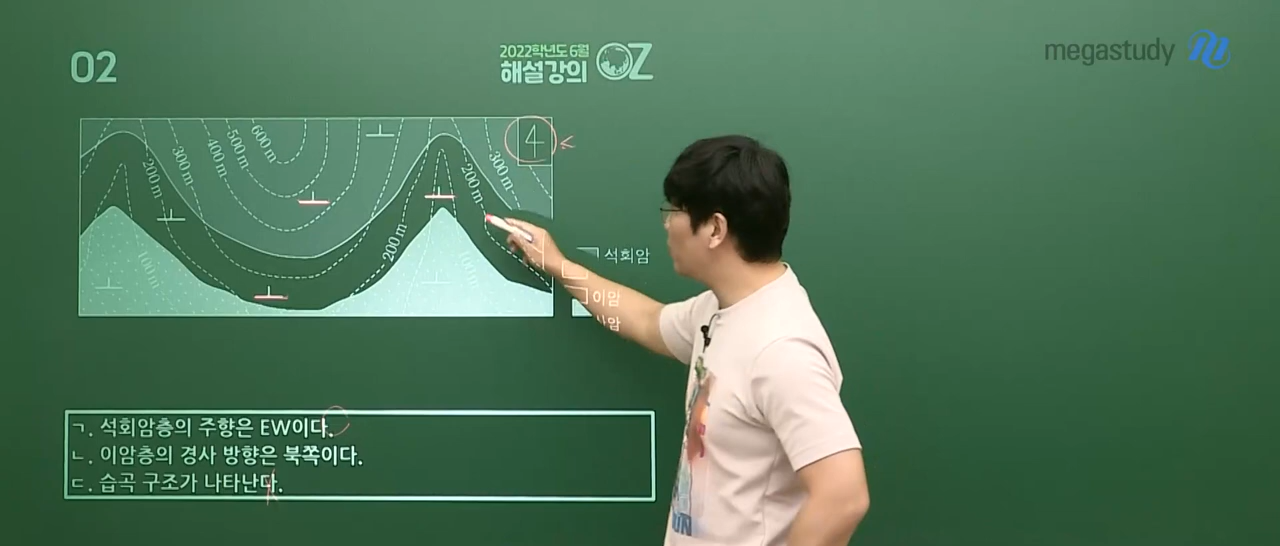 02
2022학년도 6월
해설강의 OZ
megastudy
600 m
500 m
400 m
300 m
200 m
200 m
300 m
4
200 m
100 m
100 m
석회암
이암
사암
ㄱ. 석회암층의 주향은 EW이다.
ㄴ. 이암층의 경사 방향은 북쪽이다.
ㄷ. 습곡 구조가 나타난다.